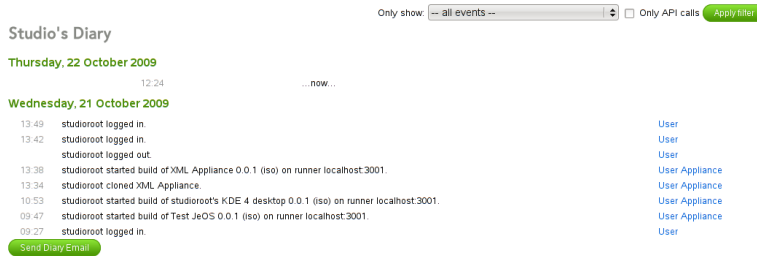 Only show: -- all events -- Only API calls Apply filter
Studio's Diary
Thursday, 22 October 2009
12:24 ...now...
Wednesday, 21 October 2009
13:49 studioroot logged in. User
13:42 studioroot logged in. User
studioroot logged out. User
13:38 studioroot started build of XML Appliance 0.0.1 (iso) on runner localhost:3001. User Appliance
13:34 studioroot cloned XML Appliance. User Appliance
10:53 studioroot started build of studioroot's KDE 4 desktop 0.0.1 (iso) on runner localhost:3001. User Appliance
09:47 studioroot started build of Test JeOS 0.0.1 (iso) on runner localhost:3001. User Appliance
09:27 studioroot logged in. User
Send Diary Email